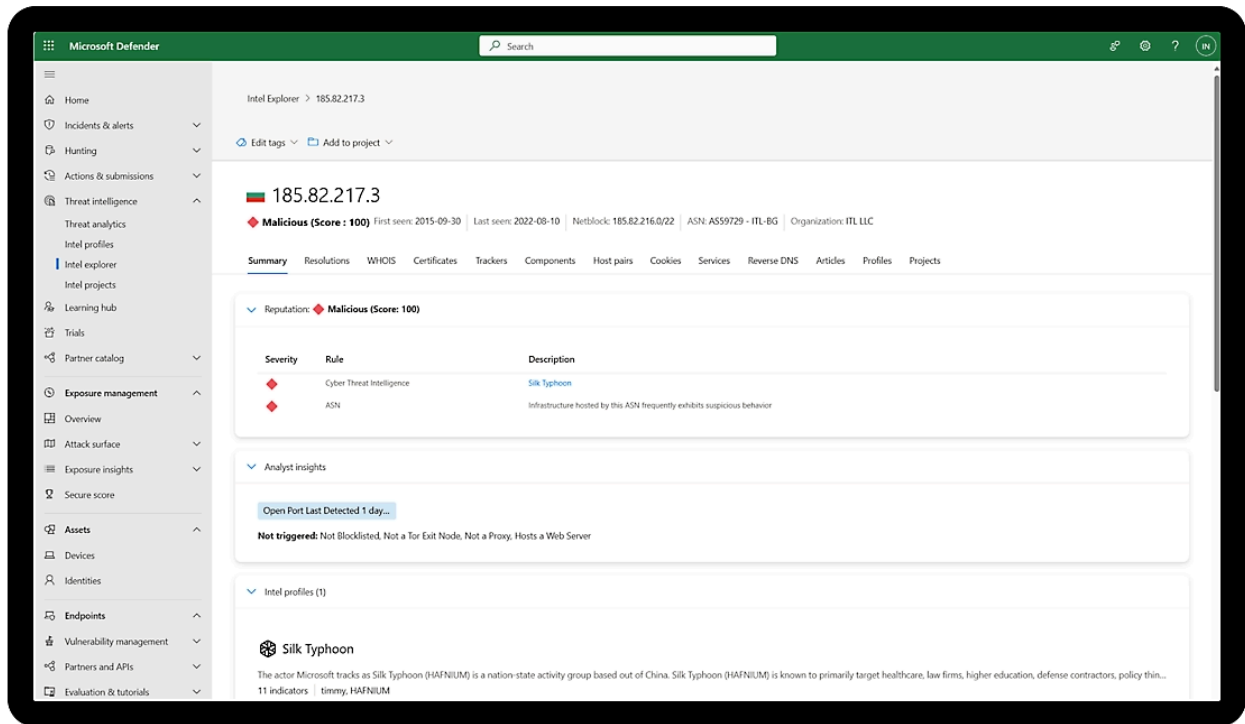 Microsoft Defender
Search
IN
Home
Incidents & alerts
Hunting
Actions & submissions
Threat intelligence
Threat analytics
Intel profiles
Intel explorer
Intel projects
Learning hub
Trials
Partner catalog
Exposure management
Overview
Attack surface
Exposure insights
Secure score
Assets
Devices
Identities
Endpoints
Vulnerability management
Partners and APIs
Evaluation & tutorials
Intel Explorer > 185.82.217.3
Edit tags Add to project
185.82.217.3
Malicious (Score : 100) First seen: 2015-09-30 Last seen: 2022-08-10 Netblock: 185.82.216.0/22 ASN: AS59729 - ITL-BG Organization: ITL LLC
Summary Resolutions WHOIS Certificates Trackers Components Host pairs Cookies Services Reverse DNS Articles Profiles Projects
Reputation: Malicious (Score: 100)
Severity Rule Description
Cyber Threat Intelligence Silk Typhoon
ASN Infrastructure hosted by this ASN frequently exhibits suspicious behavior
Analyst insights
Open Port Last Detected 1 day...
Not triggered: Not Blocklisted, Not a Tor Exit Node, Not a Proxy, Hosts a Web Server
Intel profiles (1)
Silk Typhoon
The actor Microsoft tracks as Silk Typhoon (HAFNIUM) is a nation-state activity group based out of China. Silk Typhoon (HAFNIUM) is known to primarily target healthcare, law firms, higher education, defense contractors, policy thin...
11 indicators timmy, HAFNIUM